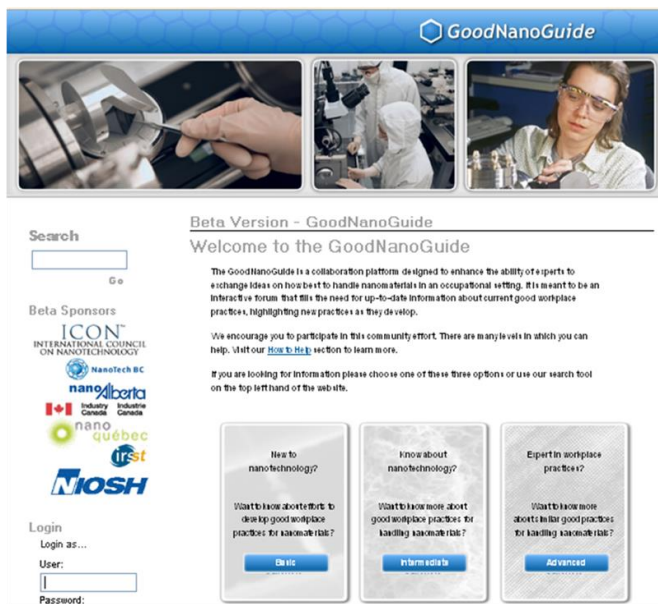 GoodNanoGuide
Beta Version - GoodNanoGuide
Welcome to the GoodNanoGuide
The GoodNanoGuide is a collaboration platform designed to enhance the ability of experts to
exchange ideas on how best to handle nanomaterials in an occupational setting. It is meant to be an
interactive forum that fills the need for up-to-date information about current good workplace
practices, highlighting new practices as they develop.
We encourage you to participate in this community effort. There are many levels in which you can
help. Visit our How to Help section to learn more.
If you are looking for information please choose one of these three options or use our search tool
on the top left hand of the website.
Search
Go
Beta Sponsors
ICON™
INTERNATIONAL COUNCIL
ON NANOTECHNOLOGY
NanoTech BC
nanoAlberta
Industry Canada
Industrie Canada
nano
québec
irsst
NIOSH
Login
Login as...
User:
Password:
New to
nanotechnology?
Want to know about efforts to
develop good workplace
practices for nanomaterials?
Basic
Know about
nanotechnology?
Want to know more about
good workplace practices for
handling nanomaterials?
Intermediate
Expert in workplace
practices?
Want to know more
about similar good practices
for handling nanomaterials?
Advanced